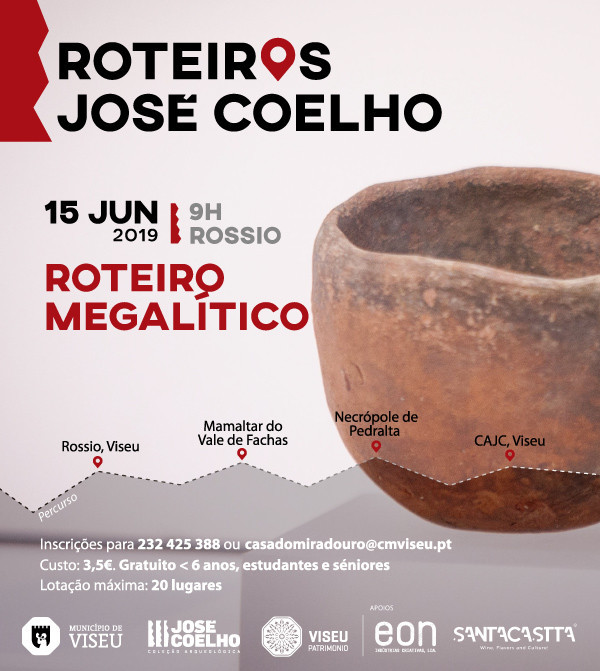 ROTEIROS
JOSÉ COELHO
15 JUN
2019
9H
ROSSIO
ROTEIRO
MEGALÍTICO
Rossio, Viseu
Mamaltar do
Vale de Fachas
Necrópole de
Pedralta
CAJC, Viseu
Percurso
Inscrições para 232 425 388 ou casadomiradouro@cmviseu.pt
Custo: 3,5€. Gratuito < 6 anos, estudantes e séniores
Lotação máxima: 20 lugares
MUNICÍPIO DE
VISEU
JOSÉ
COELHO
COLEÇÃO ARQUEOLÓGICA
VISEU
PATRIMÓNIO
APOIOS
eon
INDÚSTRIAS CRIATIVAS, LDA.
SANTACASTTA
Wine, Flavors and Culture!